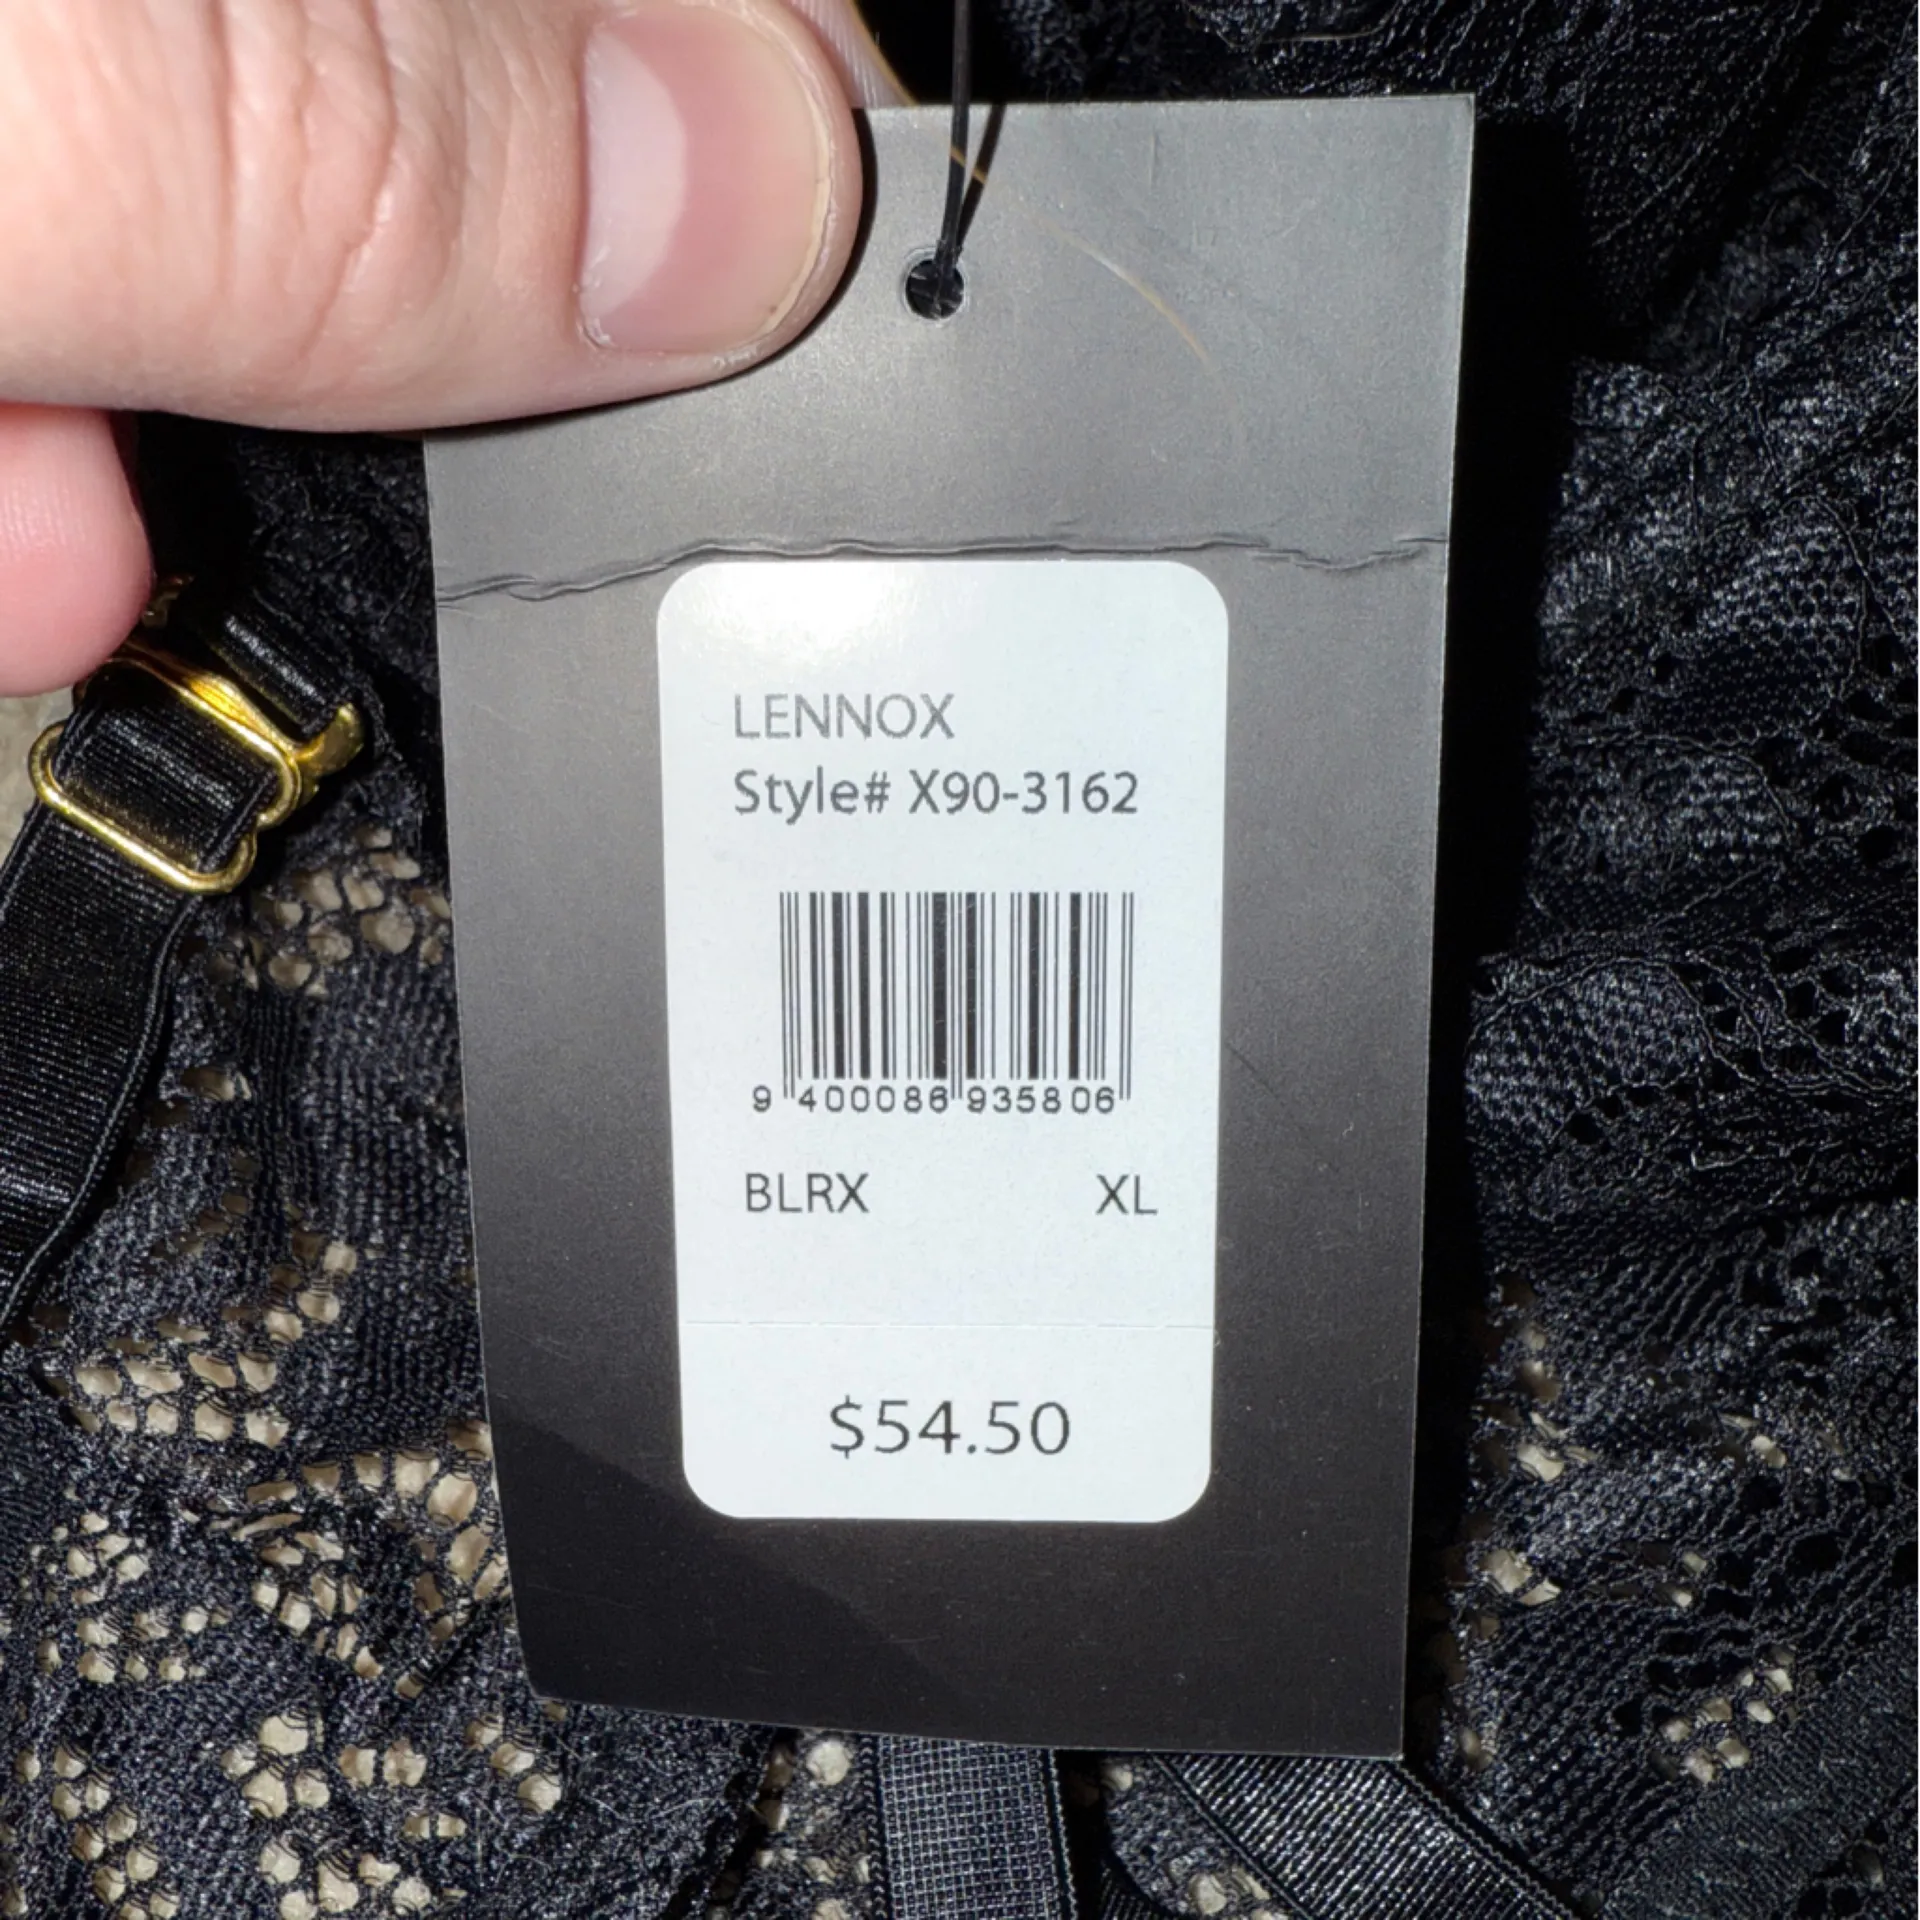 LENNOX
Style# X90-3162
9 400086 935806
BLRX XL
$54.50